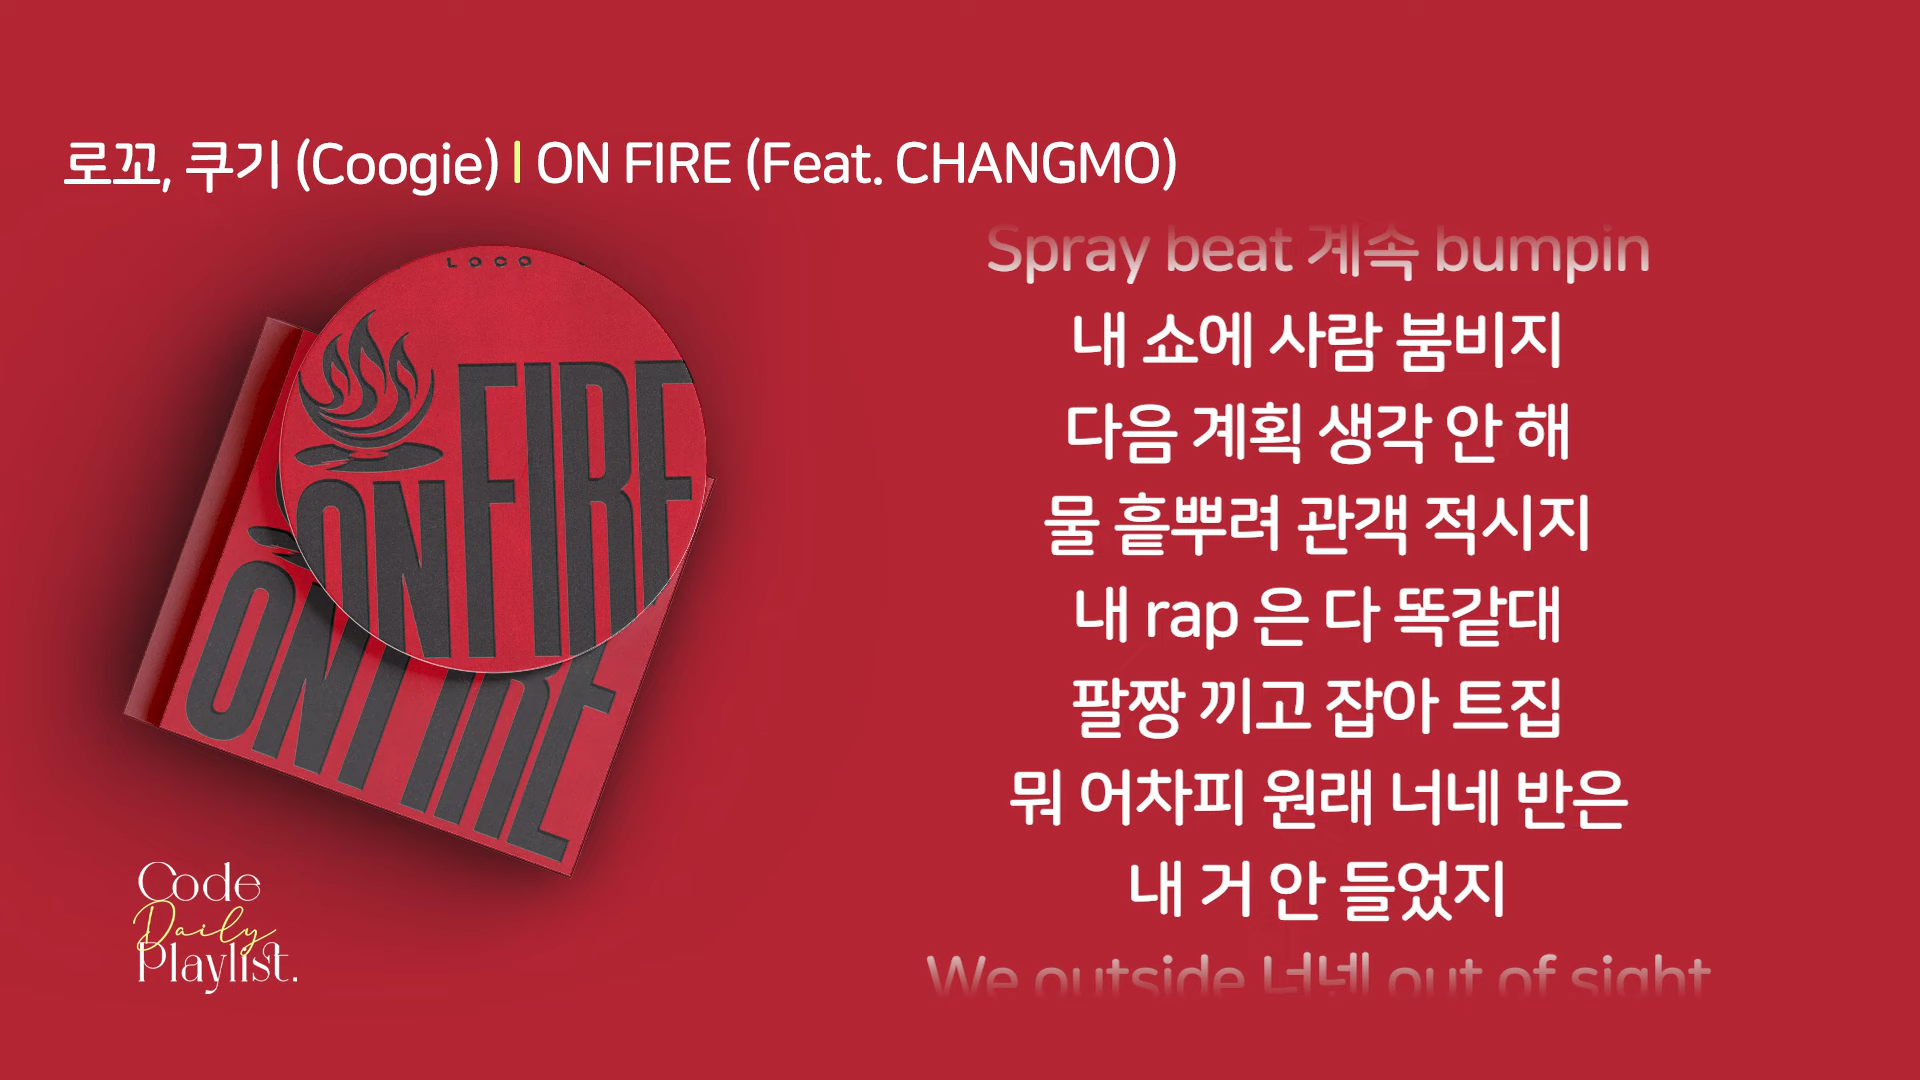 로꼬, 쿠기 (Coogie) | ON FIRE (Feat. CHANGMO)
LOCO
ON FIRE
ON FIRE
Spray beat 계속 bumpin
내 쇼에 사람 붐비지
다음 계획 생각 안 해
물 흩뿌려 관객 적시지
내 rap 은 다 똑같대
팔짱 끼고 잡아 트집
뭐 어차피 원래 너네 반은
내 거 안 들었지
We outside 너넨 out of sight
Code
Daily
Playlist.